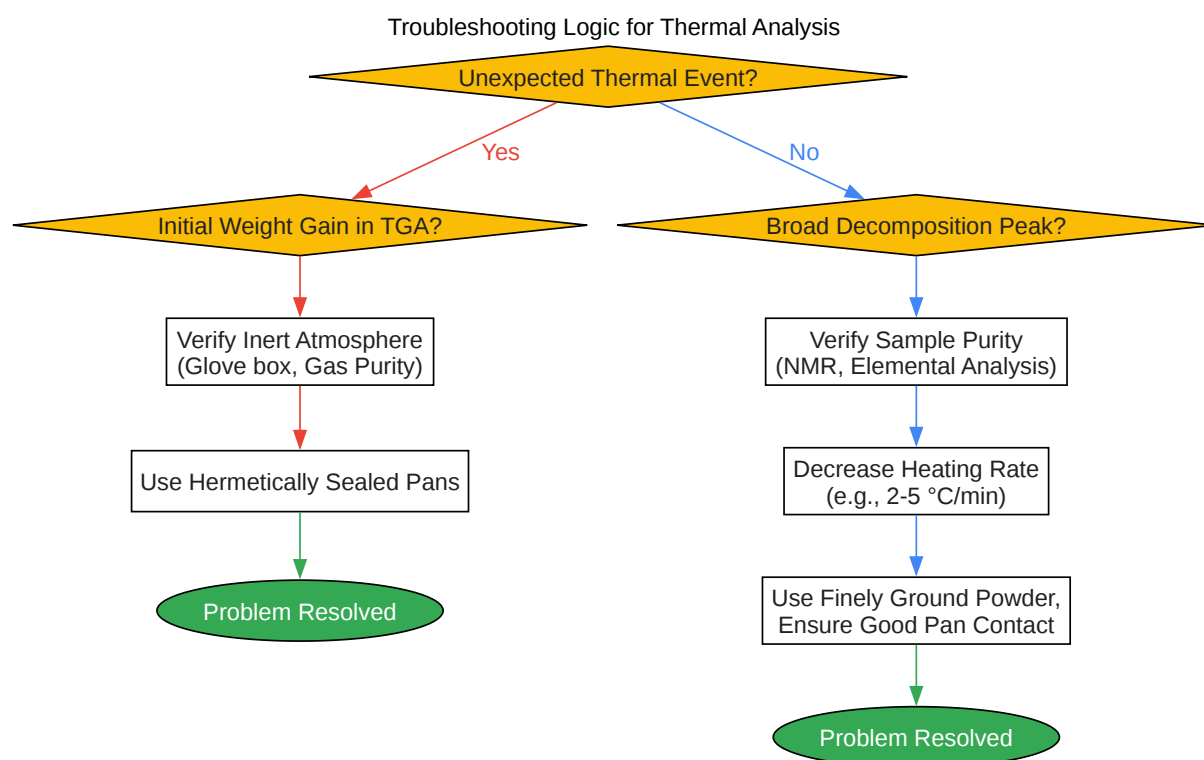 Troubleshooting Logic for Thermal Analysis
Unexpected Thermal Event?
Yes
No
Initial Weight Gain in TGA?
Broad Decomposition Peak?
Verify Inert Atmosphere
(Glove box, Gas Purity)
Verify Sample Purity
(NMR, Elemental Analysis)
Use Hermetically Sealed Pans
Decrease Heating Rate
(e.g., 2-5 °C/min)
Problem Resolved
Use Finely Ground Powder,
Ensure Good Pan Contact
Problem Resolved